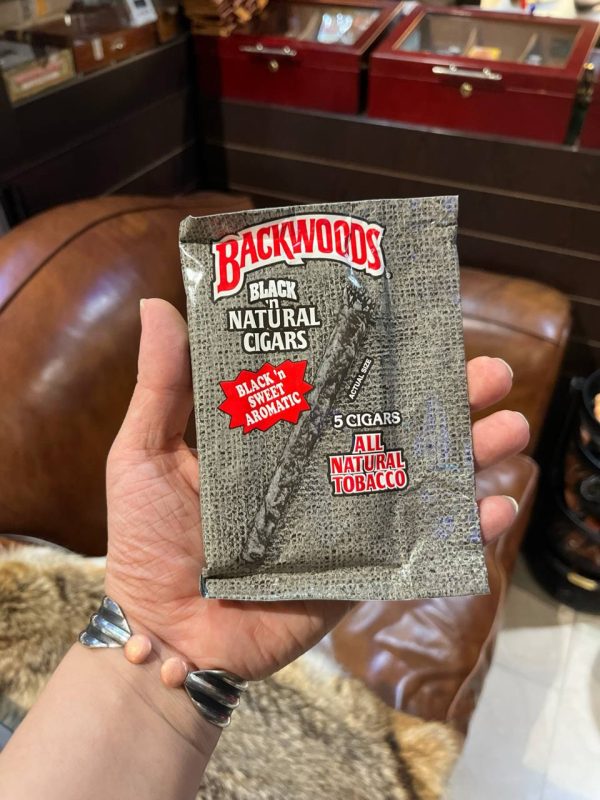 BACKWOODS
BLACK
'n
NATURAL
CIGARS
BLACK 'n
SWEET
AROMATIC
ACTUAL SIZE
5 CIGARS
ALL
NATURAL
TOBACCO